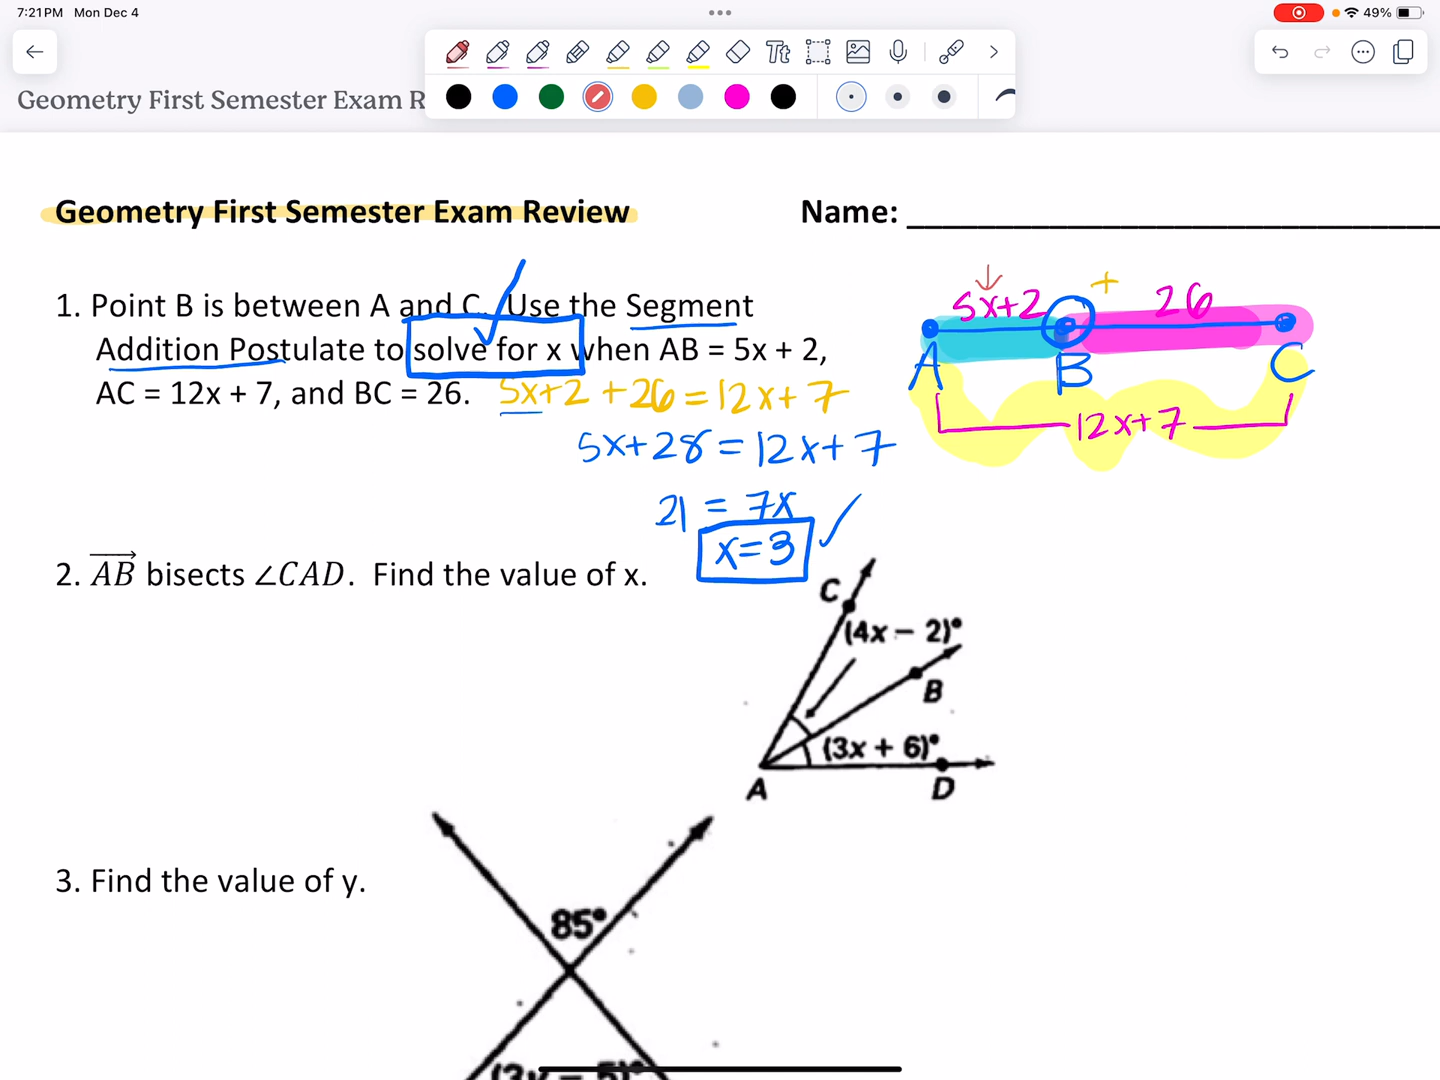 7:21 PM Mon Dec 4
49%
Tt
Geometry First Semester Exam R
Geometry First Semester Exam Review Name:
1. Point B is between A and C. Use the Segment
Addition Postulate to solve for x when AB = 5x + 2,
AC = 12x + 7, and BC = 26.
5x+2 +26 = 12x+7
5x+28 = 12x+7
21 = 7x
x=3
5x+2 + 26
A B C
12x+7
2. AB bisects ∠CAD. Find the value of x.
C
(4x − 2)°
B
(3x + 6)°
A D
3. Find the value of y.
85°